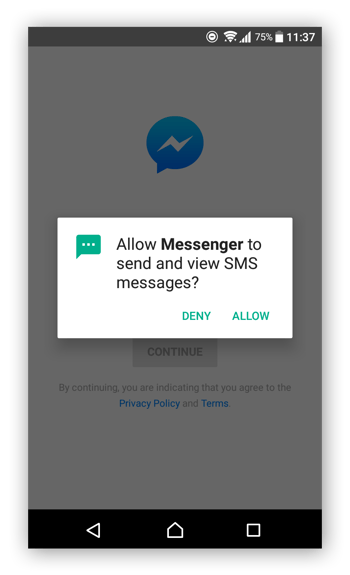 75% 11:37
Allow Messenger to
send and view SMS
messages?
DENY ALLOW
CONTINUE
By continuing, you are indicating that you agree to the
Privacy Policy and Terms.